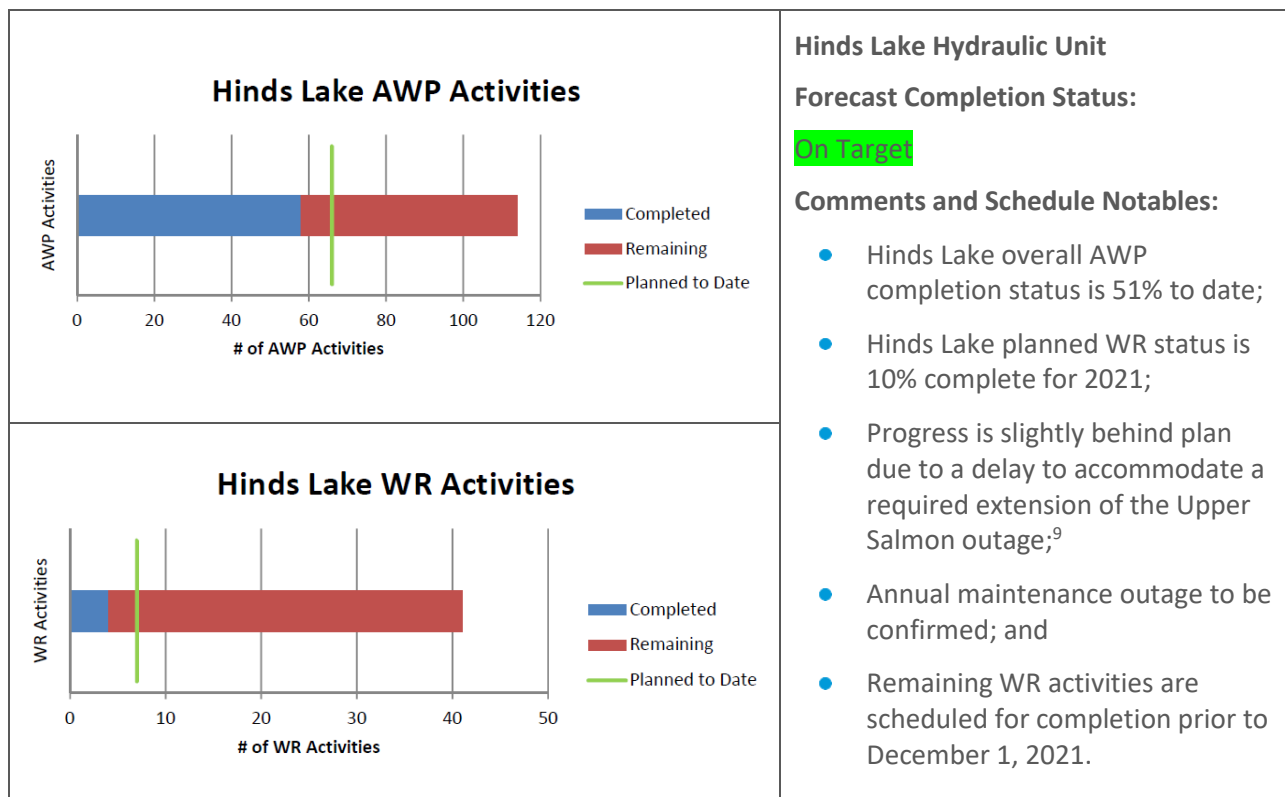 Hinds Lake AWP Activities
AWP Activities
Completed
Remaining
Planned to Date
0 20 40 60 80 100 120
# of AWP Activities
Hinds Lake WR Activities
WR Activities
Completed
Remaining
Planned to Date
0 10 20 30 40 50
# of WR Activities
Hinds Lake Hydraulic Unit
Forecast Completion Status:
On Target
Comments and Schedule Notables:
• Hinds Lake overall AWP
completion status is 51% to date;
• Hinds Lake planned WR status is
10% complete for 2021;
• Progress is slightly behind plan
due to a delay to accommodate a
required extension of the Upper
Salmon outage;⁹
• Annual maintenance outage to be
confirmed; and
• Remaining WR activities are
scheduled for completion prior to
December 1, 2021.